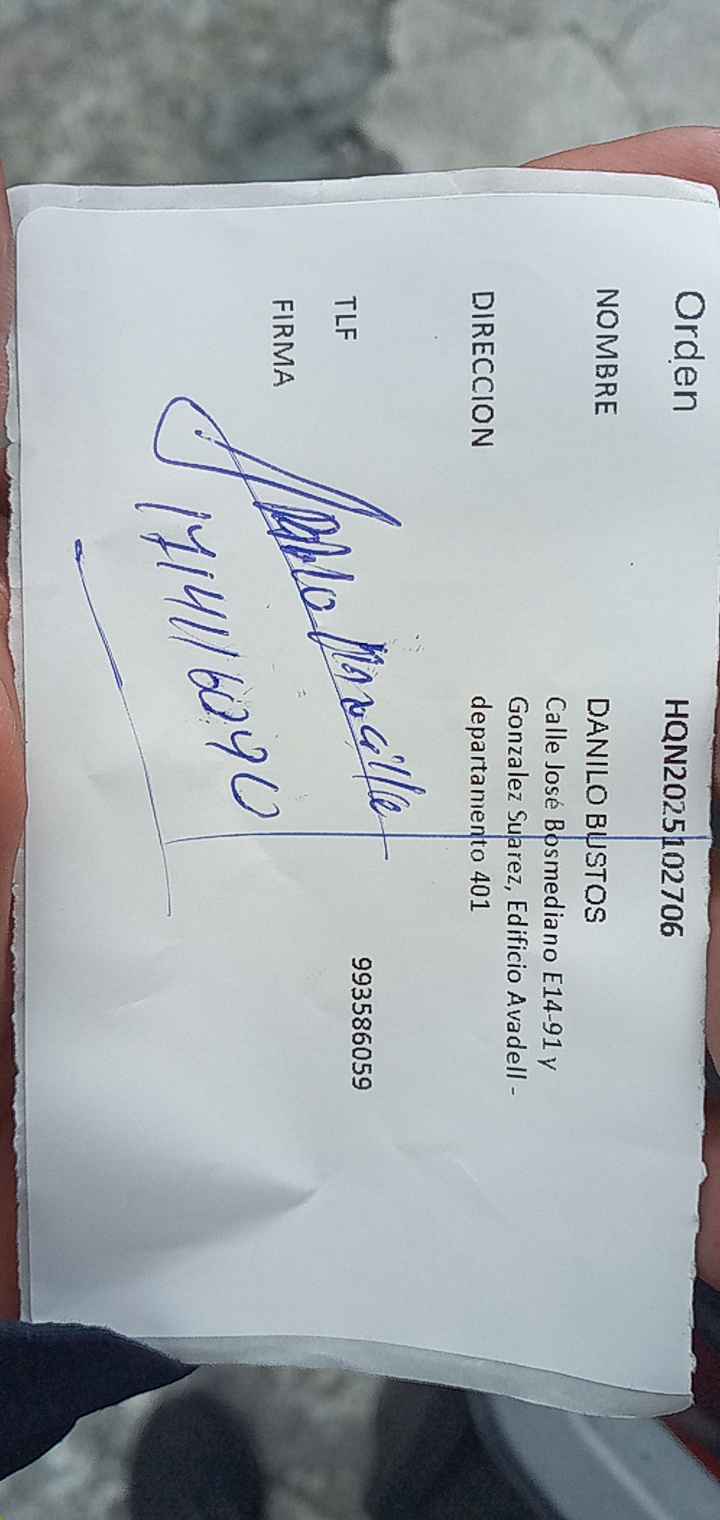 Orden HQN2025102706
NOMBRE DANILO BUSTOS
DIRECCION Calle José Bosmediano E14-91 y
Gonzalez Suarez, Edificio Avadell -
departamento 401
TLF 993586059
FIRMA
1714116090